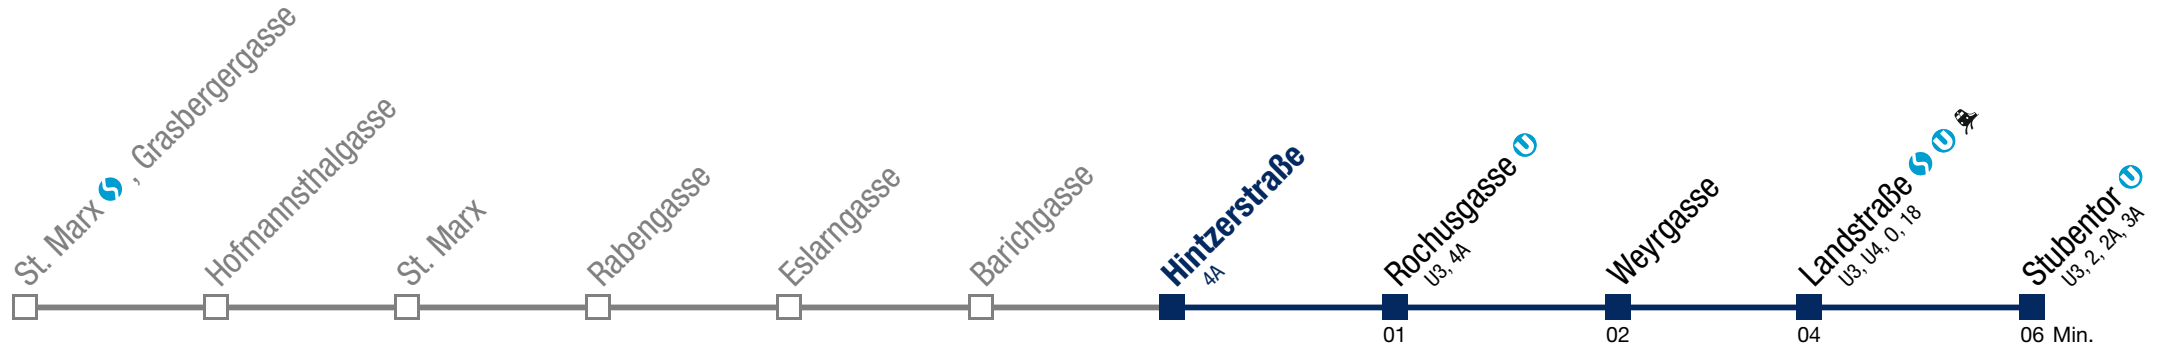 St. Marx , Grasbergergasse
Hofmannsthalgasse
St. Marx
Rabengasse
Eslarngasse
Barichgasse
Hintzerstraße
4A
Rochusgasse
U3, 4A
Weyrgasse
Landstraße
U3, U4, O, 18
Stubentor
U3, 2, 2A, 3A
01
02
04
06 Min.